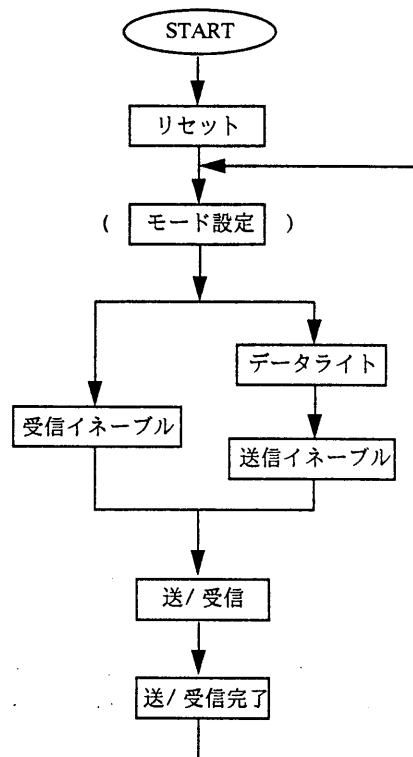 START
リセット
( モード設定 )
データライト
受信イネーブル
送信イネーブル
送/ 受信
送/ 受信完了